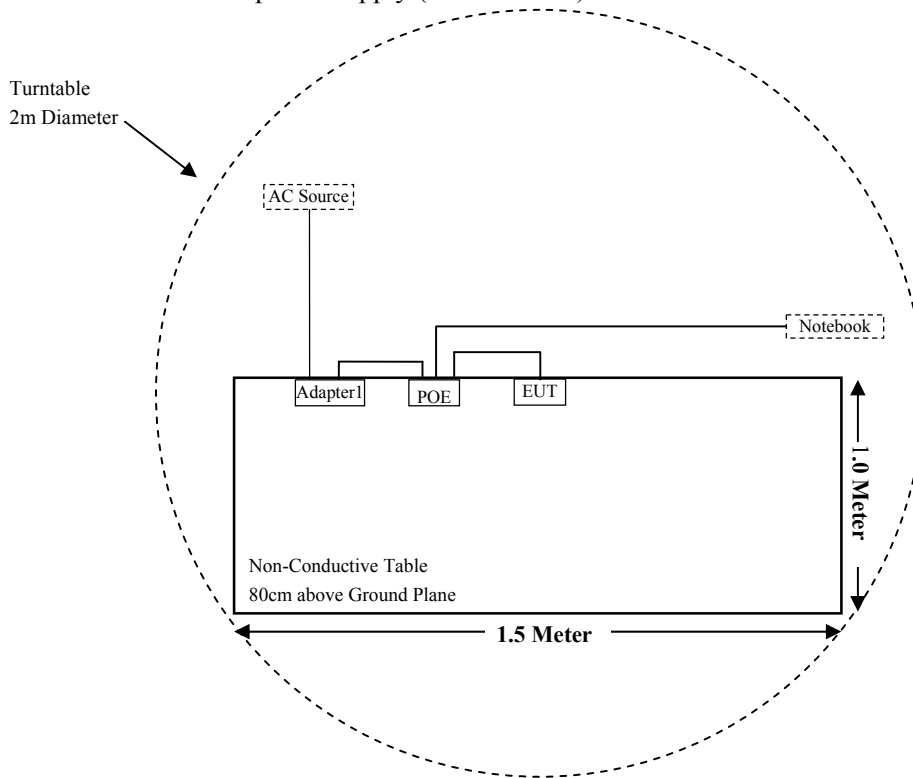 Turntable
2m Diameter
AC Source
Notebook
Adapter1
POE
EUT
1.0 Meter
Non-Conductive Table
80cm above Ground Plane
1.5 Meter